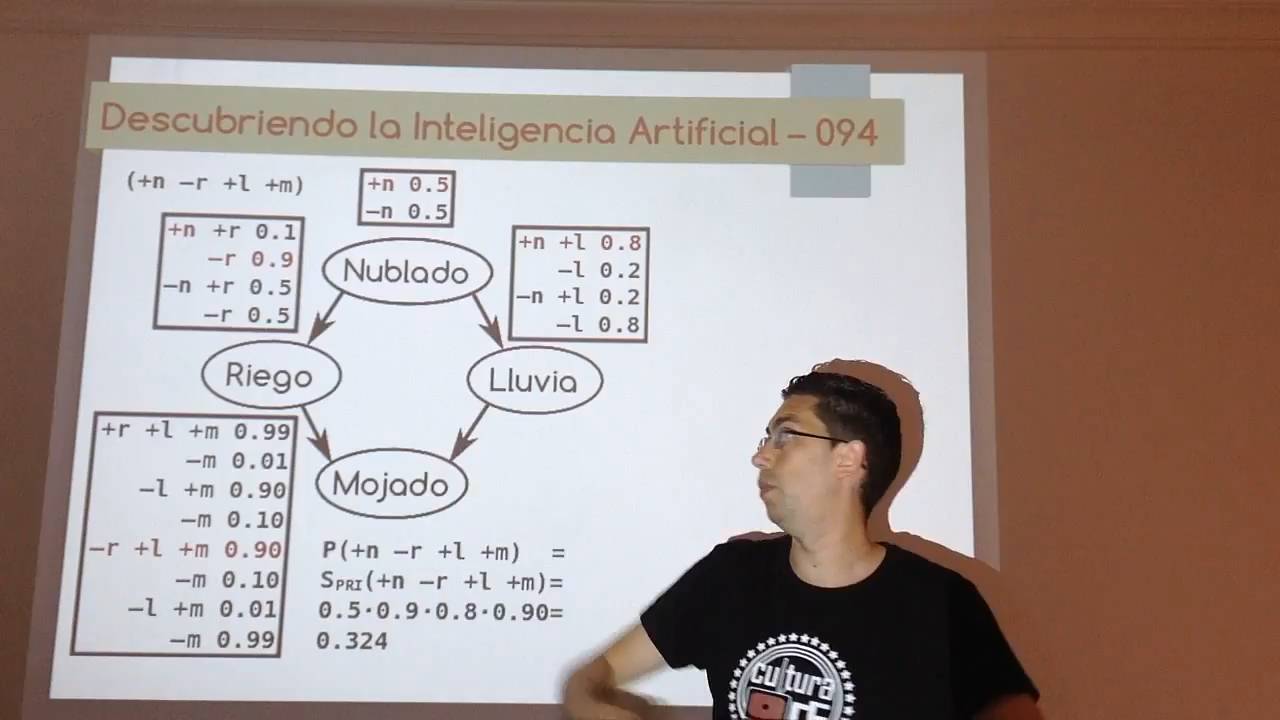 Descubriendo la Inteligencia Artificial – 094
(+n –r +l +m)
+n 0.5
–n 0.5
+n +r 0.1
–r 0.9
–n +r 0.5
–r 0.5
Nublado
+n +l 0.8
–l 0.2
–n +l 0.2
–l 0.8
Riego
Lluvia
+r +l +m 0.99
–m 0.01
–l +m 0.90
–m 0.10
–r +l +m 0.90
–m 0.10
–l +m 0.01
–m 0.99
Mojado
P(+n –r +l +m) =
SPRI(+n –r +l +m)=
0.5·0.9·0.8·0.90=
0.324
cultura